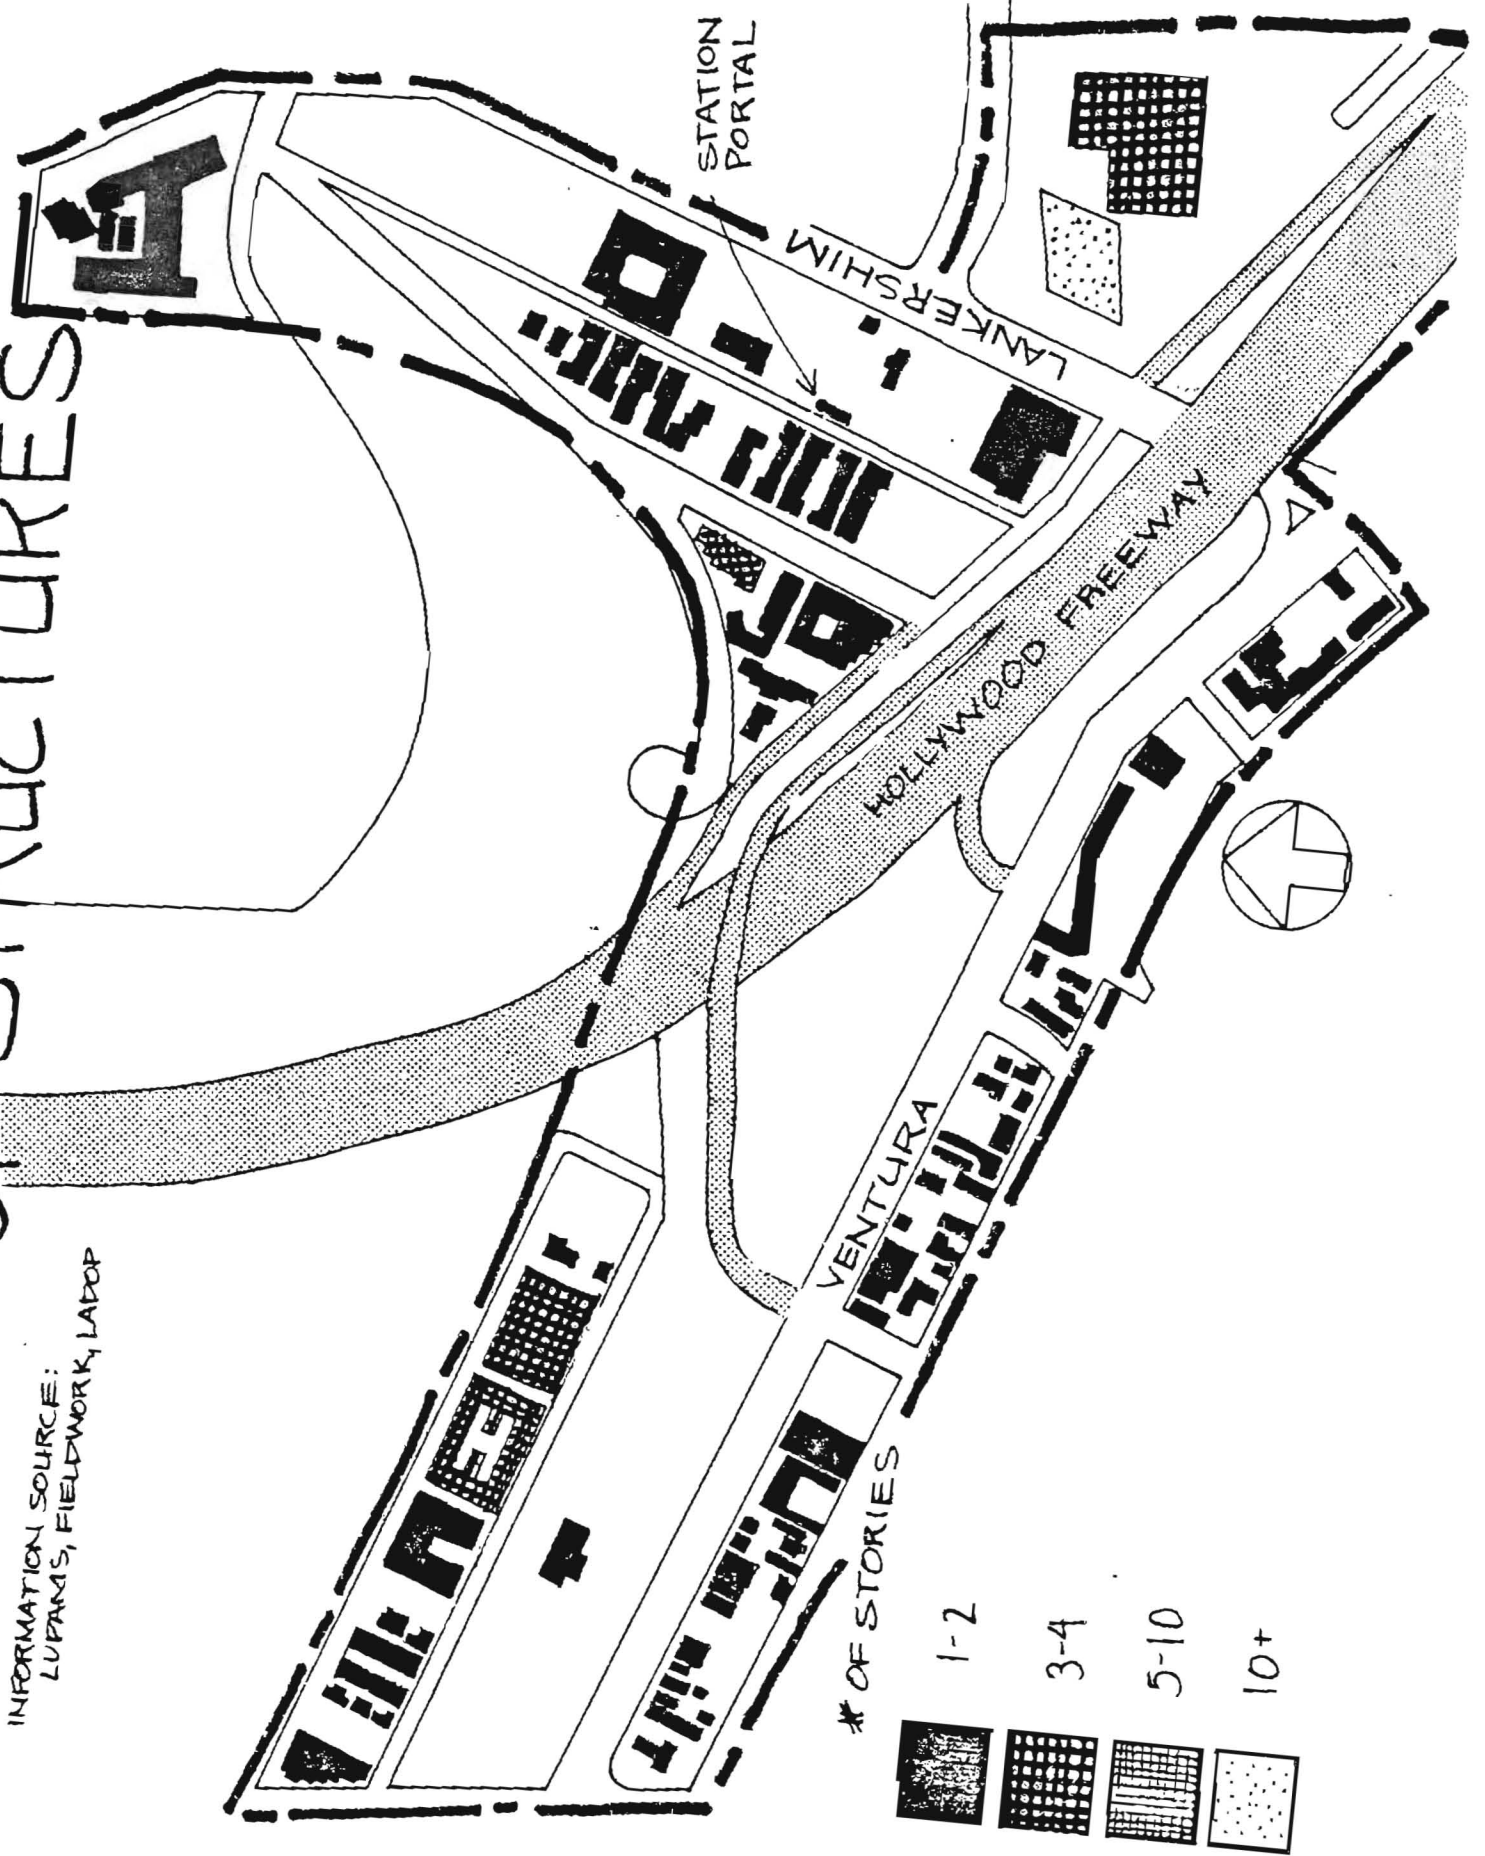 STRUCTURES
INFORMATION SOURCE:
LUPAMS, FIELDWORK, LADOP
STATION
PORTAL
LANKERSHIM
HOLLYWOOD FREEWAY
VENTURA
# OF STORIES
1-2
3-4
5-10
10+